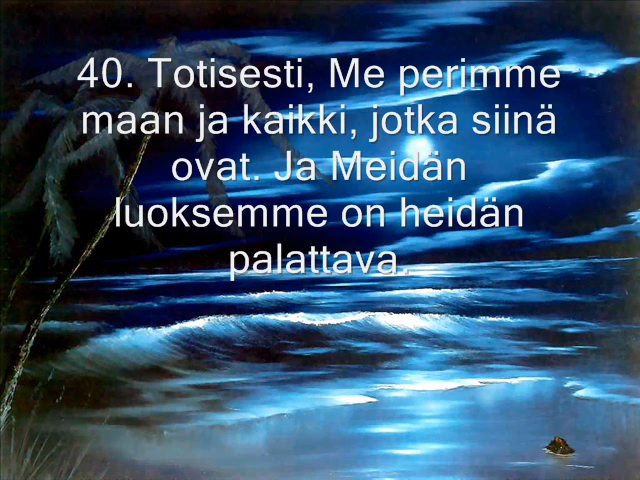 40. Totisesti, Me perimme
maan ja kaikki, jotka siinä
ovat. Ja Meidän
luoksemme on heidän
palattava.